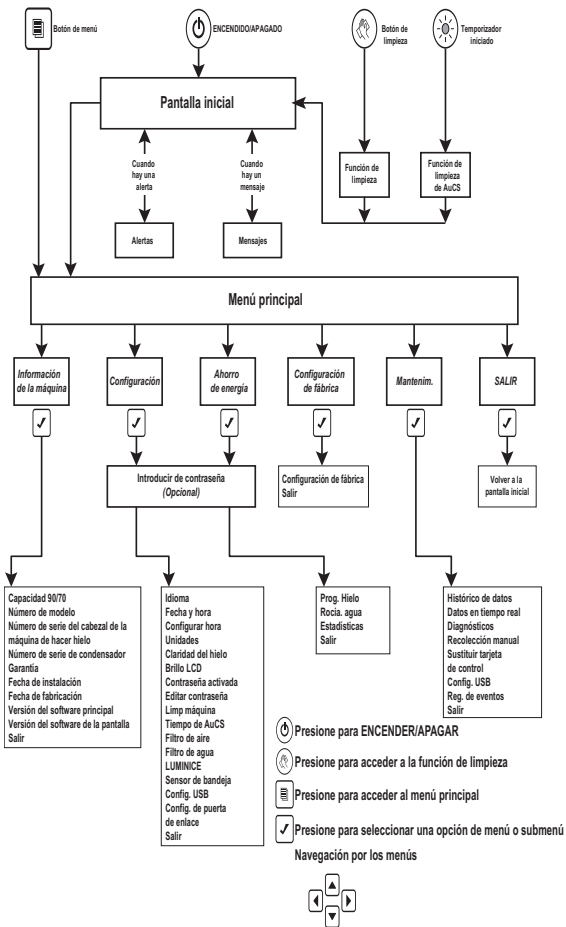 Botón de menú
ENCENDIDO/APAGADO
Botón de
limpieza
Temporizador
iniciado
Pantalla inicial
Cuando
hay una
alerta
Cuando
hay un
mensaje
Función de
limpieza
Función de
limpieza
de AuCS
Alertas
Mensajes
Menú principal
Información
de la máquina
Configuración
Ahorro
de energía
Configuración
de fábrica
Mantenim.
SALIR
Introducir de contraseña
(Opcional)
Configuración de fábrica
Salir
Volver a la
pantalla inicial
Capacidad 90/70
Número de modelo
Número de serie del cabezal de la
máquina de hacer hielo
Número de serie de condensador
Garantía
Fecha de instalación
Fecha de fabricación
Versión del software principal
Versión del software de la pantalla
Salir
Idioma
Fecha y hora
Configurar hora
Unidades
Claridad del hielo
Brillo LCD
Contraseña activada
Editar contraseña
Limp máquina
Tiempo de AuCS
Filtro de aire
Filtro de agua
LUMINICE
Sensor de bandeja
Config. USB
Config. de puerta
de enlace
Salir
Prog. Hielo
Rocia. agua
Estadísticas
Salir
Histórico de datos
Datos en tiempo real
Diagnósticos
Recolección manual
Sustituir tarjeta
de control
Config. USB
Reg. de eventos
Salir
Presione para ENCENDER/APAGAR
Presione para acceder a la función de limpieza
Presione para acceder al menú principal
Presione para seleccionar una opción de menú o submenú
Navegación por los menús